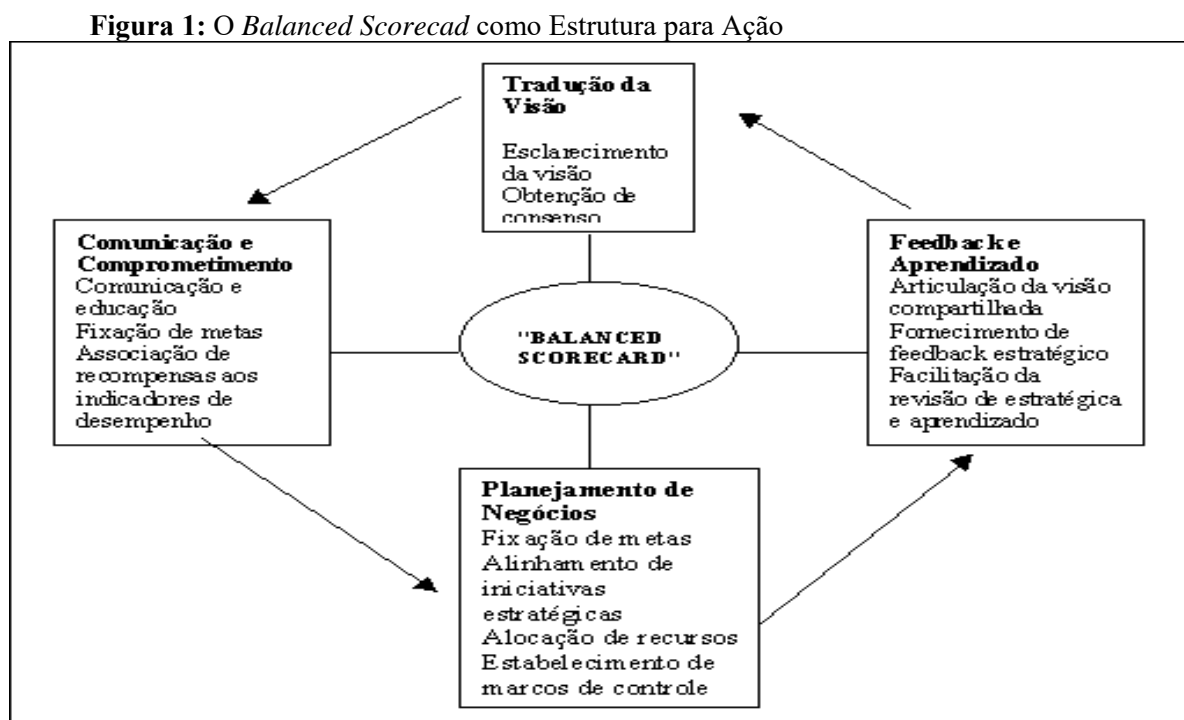 Figura 1: O Balanced Scorecad como Estrutura para Ação
Tradução da
Visão
Esclarecimento
da visão
Obtenção de
consenso
Comunicação e
Comprometimento
Comunicação e
educação
Fixação de metas
Associação de
recompensas aos
indicadores de
desempenho
"BALANCED
SCORECARD"
Feedback e
Aprendizado
Articulação da visão
compartilhada
Fornecimento de
feedback estratégico
Facilitação da
revisão de estratégica
e aprendizado
Planejamento de
Negócios
Fixação de metas
Alinhamento de
iniciativas
estratégicas
Alocação de recursos
Estabelecimento de
marcos de controle